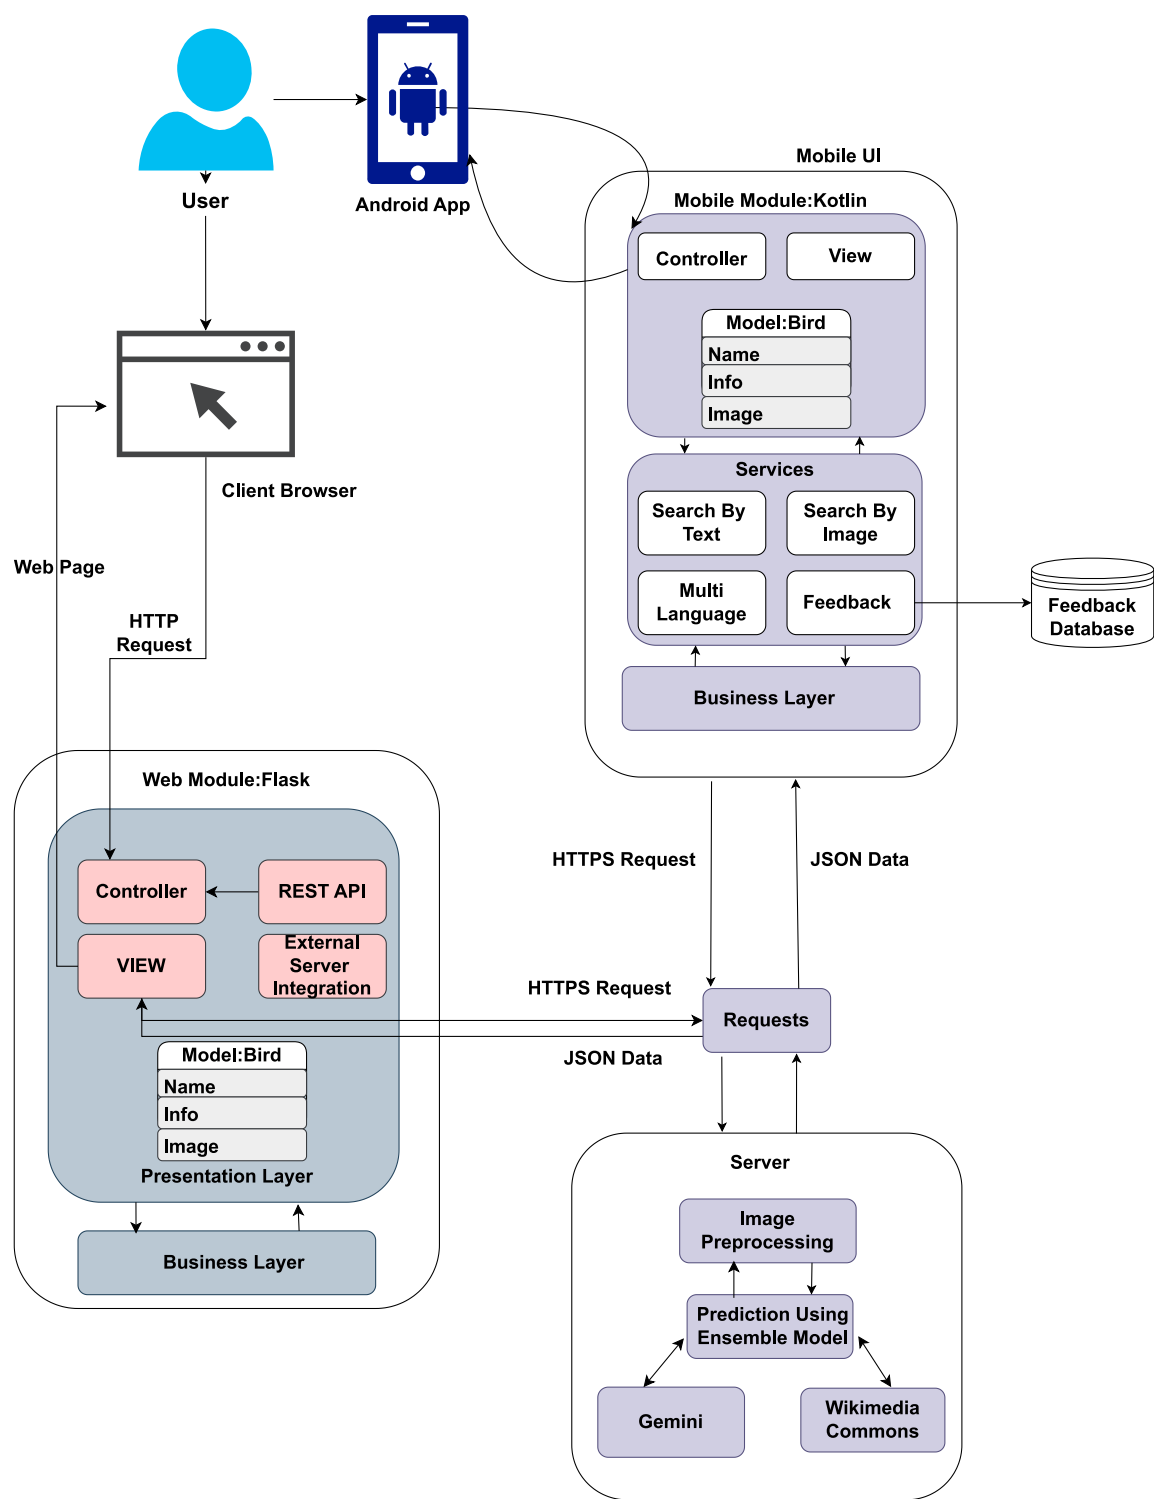 User
Android App
Mobile UI
Mobile Module:Kotlin
Controller
View
Model:Bird
Name
Info
Image
Services
Search By
Text
Search By
Image
Multi
Language
Feedback
Feedback
Database
Business Layer
Client Browser
Web Page
HTTP
Request
Web Module:Flask
Controller
REST API
VIEW
External
Server
Integration
Model:Bird
Name
Info
Image
Presentation Layer
Business Layer
HTTPS Request
JSON Data
HTTPS Request
JSON Data
Requests
Server
Image
Preprocessing
Prediction Using
Ensemble Model
Gemini
Wikimedia
Commons